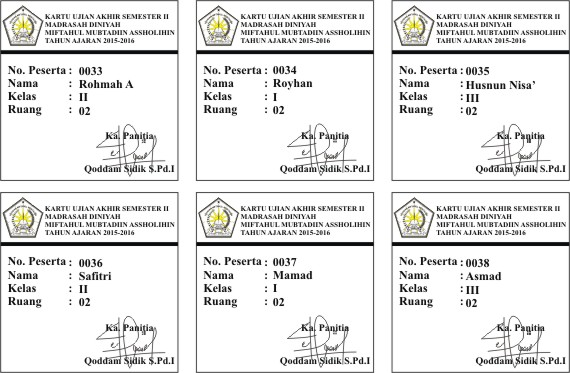 KARTU UJIAN AKHIR SEMESTER II
MADRASAH DINIYAH
MIFTAHUL MUBTADIIN ASSHOLIHIN
TAHUN AJARAN 2015-2016
No. Peserta : 0033
Nama : Rohmah A
Kelas : II
Ruang : 02
Ka. Panitia
Qoddam Sidik S.Pd.I
KARTU UJIAN AKHIR SEMESTER II
MADRASAH DINIYAH
MIFTAHUL MUBTADIIN ASSHOLIHIN
TAHUN AJARAN 2015-2016
No. Peserta : 0034
Nama : Royhan
Kelas : I
Ruang : 02
Ka. Panitia
Qoddam Sidik S.Pd.I
KARTU UJIAN AKHIR SEMESTER II
MADRASAH DINIYAH
MIFTAHUL MUBTADIIN ASSHOLIHIN
TAHUN AJARAN 2015-2016
No. Peserta : 0035
Nama : Husnun Nisa’
Kelas : III
Ruang : 02
Ka. Panitia
Qoddam Sidik S.Pd.I
KARTU UJIAN AKHIR SEMESTER II
MADRASAH DINIYAH
MIFTAHUL MUBTADIIN ASSHOLIHIN
TAHUN AJARAN 2015-2016
No. Peserta : 0036
Nama : Safitri
Kelas : II
Ruang : 02
Ka. Panitia
Qoddam Sidik S.Pd.I
KARTU UJIAN AKHIR SEMESTER II
MADRASAH DINIYAH
MIFTAHUL MUBTADIIN ASSHOLIHIN
TAHUN AJARAN 2015-2016
No. Peserta : 0037
Nama : Mamad
Kelas : I
Ruang : 02
Ka. Panitia
Qoddam Sidik S.Pd.I
KARTU UJIAN AKHIR SEMESTER II
MADRASAH DINIYAH
MIFTAHUL MUBTADIIN ASSHOLIHIN
TAHUN AJARAN 2015-2016
No. Peserta : 0038
Nama : Asmad
Kelas : III
Ruang : 02
Ka. Panitia
Qoddam Sidik S.Pd.I